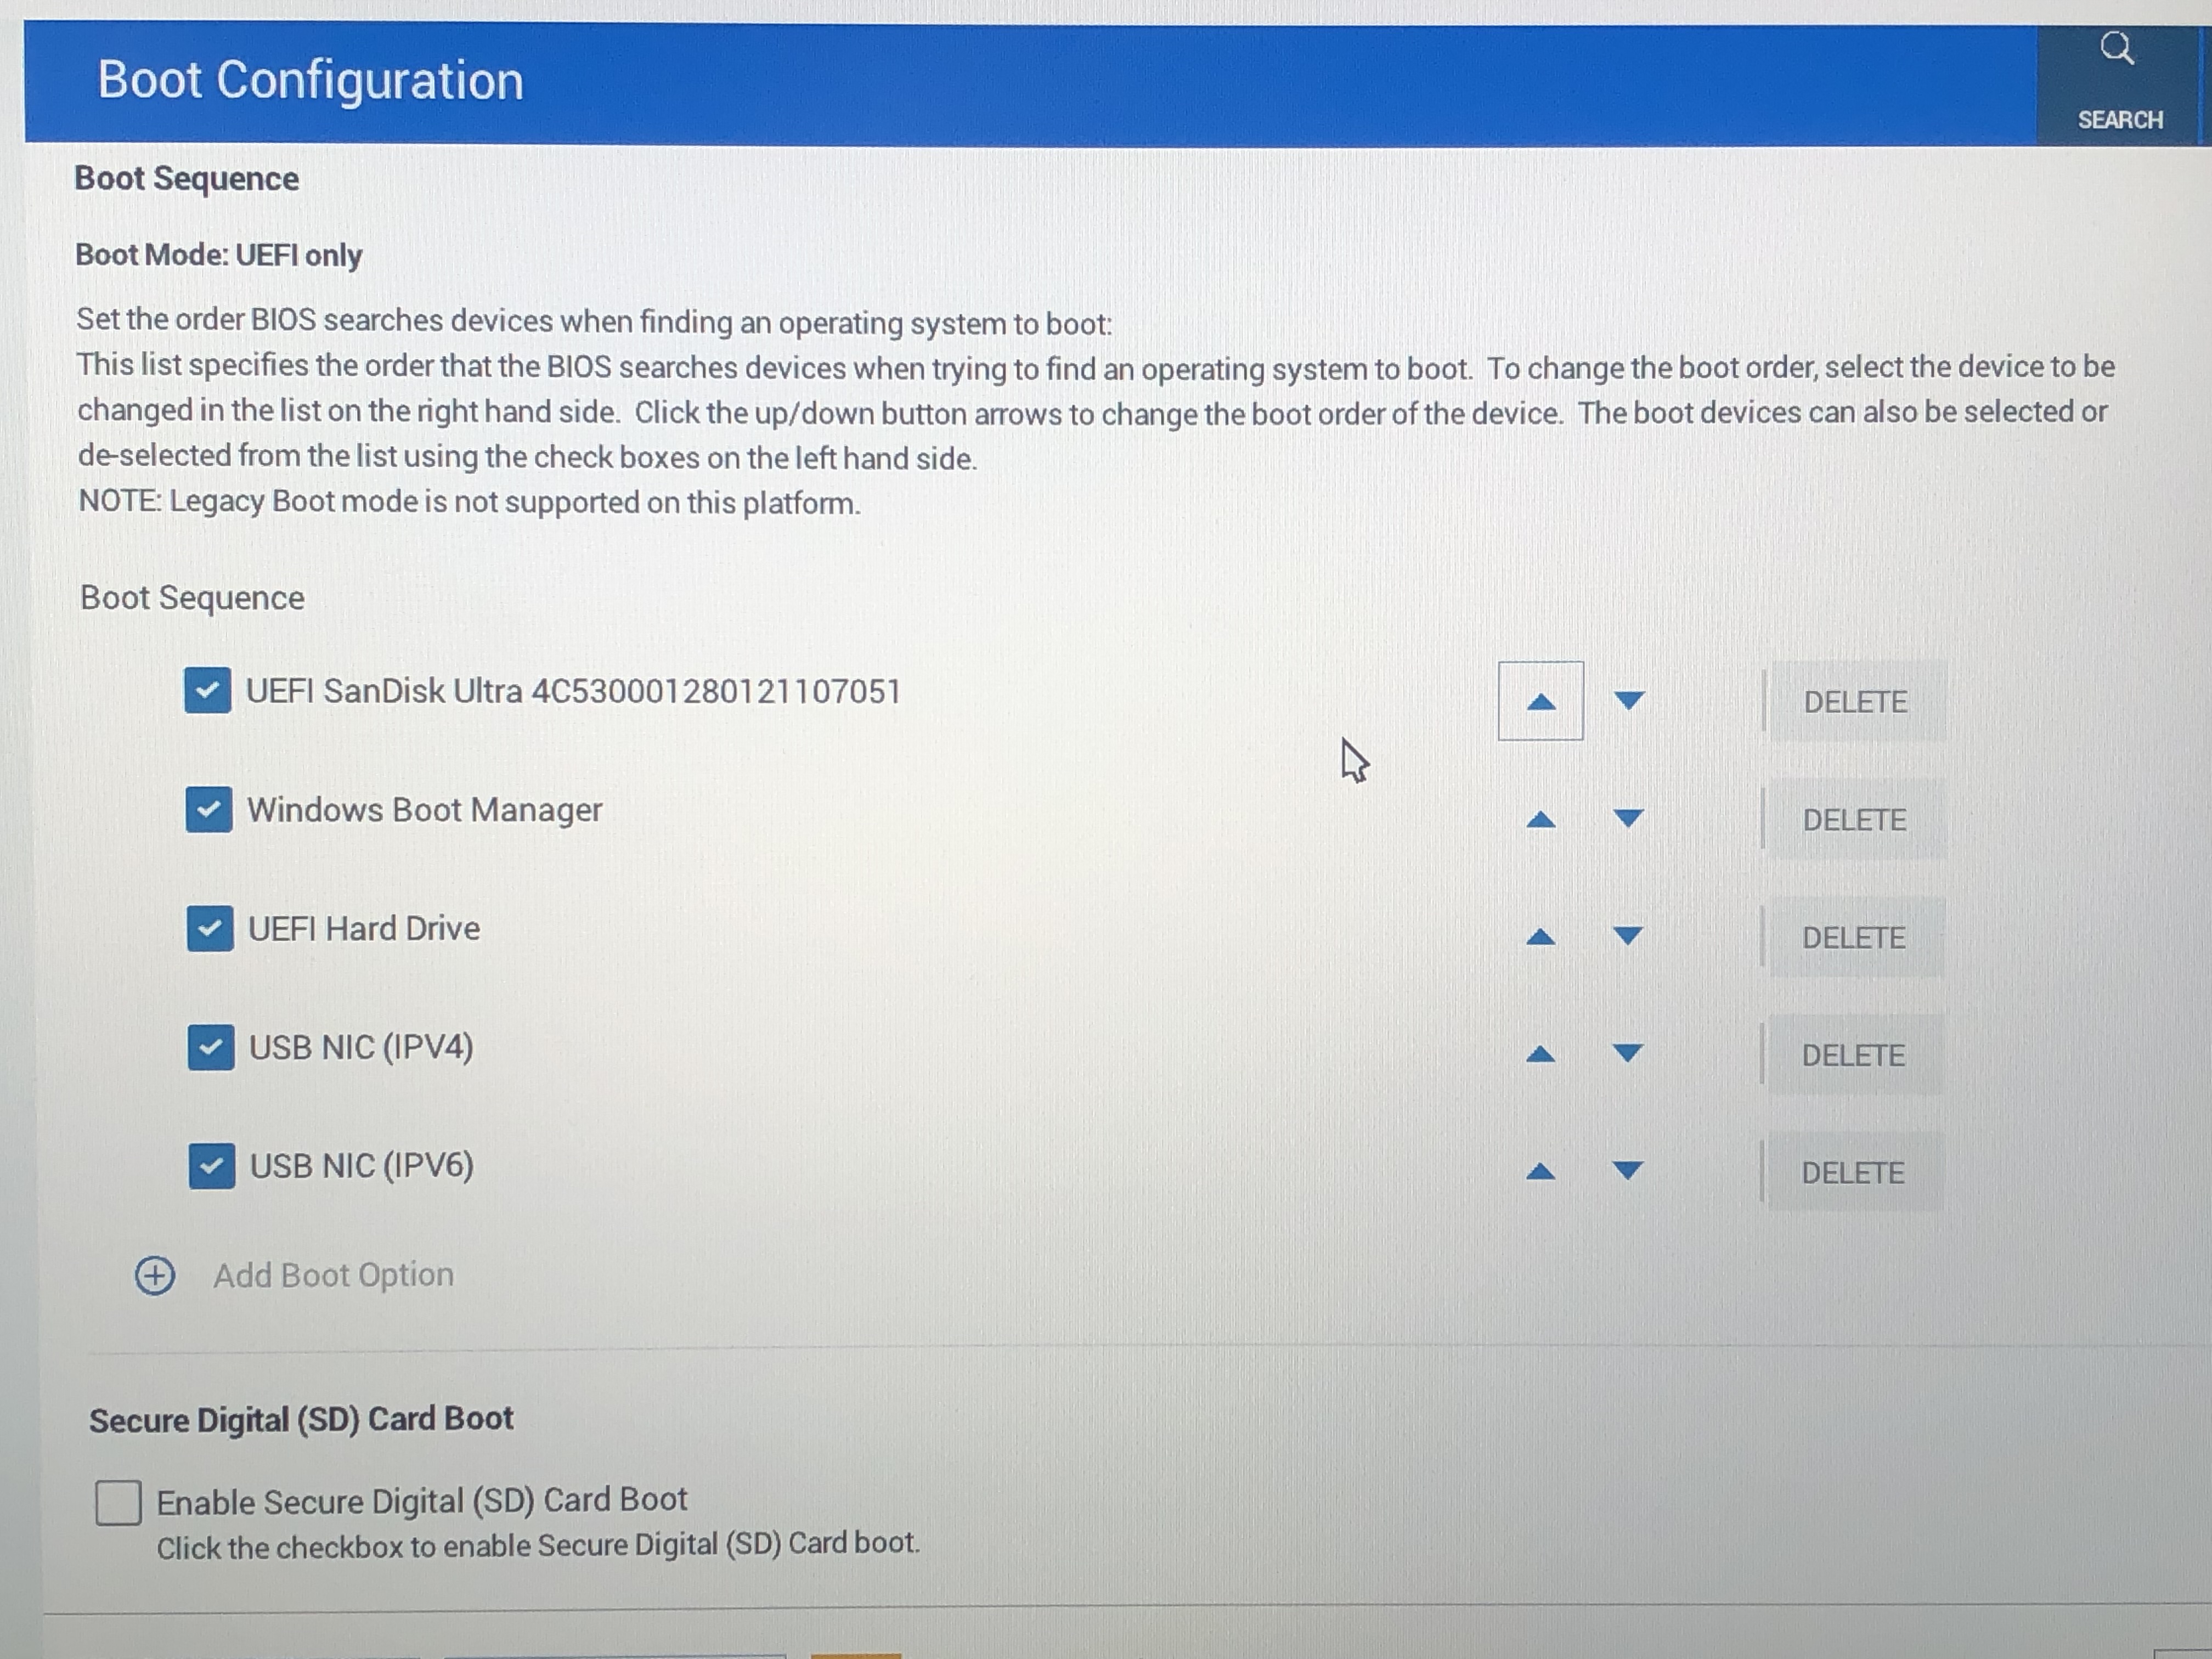 Boot Configuration
SEARCH
Boot Sequence
Boot Mode: UEFI only
Set the order BIOS searches devices when finding an operating system to boot:
This list specifies the order that the BIOS searches devices when trying to find an operating system to boot. To change the boot order, select the device to be
changed in the list on the right hand side. Click the up/down button arrows to change the boot order of the device. The boot devices can also be selected or
de-selected from the list using the check boxes on the left hand side.
NOTE: Legacy Boot mode is not supported on this platform.
Boot Sequence
UEFI SanDisk Ultra 4C530001280121107051 DELETE
Windows Boot Manager DELETE
UEFI Hard Drive DELETE
USB NIC (IPV4) DELETE
USB NIC (IPV6) DELETE
Add Boot Option
Secure Digital (SD) Card Boot
Enable Secure Digital (SD) Card Boot
Click the checkbox to enable Secure Digital (SD) Card boot.